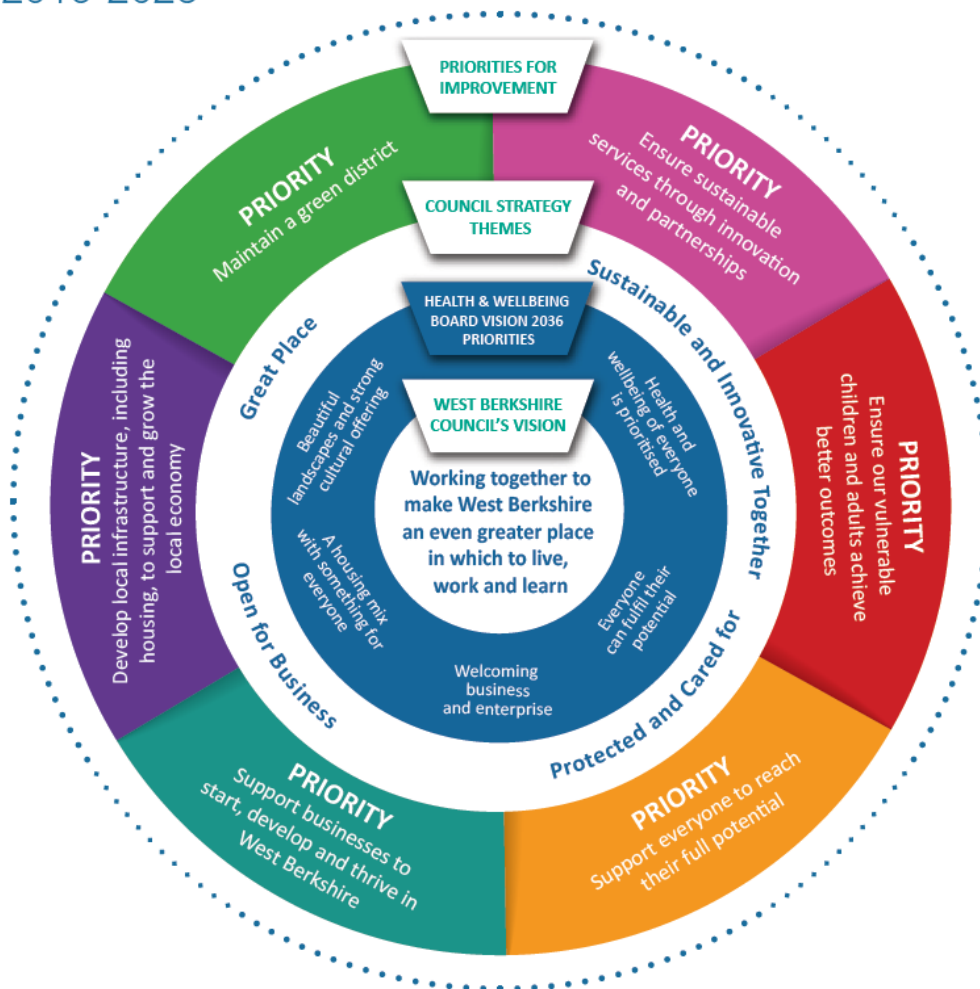 PRIORITIES FOR
IMPROVEMENT
PRIORITY
Maintain a green district
PRIORITY
Ensure sustainable
services through innovation
and partnerships
COUNCIL STRATEGY
THEMES
Great Place
Sustainable and Innovative Together
HEALTH & WELLBEING
BOARD VISION 2036
PRIORITIES
Beautiful
landscapes and strong
cultural offering
Health and
wellbeing of everyone
is prioritised
WEST BERKSHIRE
COUNCIL'S VISION
Working together to
make West Berkshire
an even greater place
in which to live,
work and learn
PRIORITY
Develop local infrastructure, including
housing, to support and grow the
local economy
PRIORITY
Ensure our vulnerable
children and adults achieve
better outcomes
A housing mix
with something for
everyone
Everyone
can fulfil their
potential
Welcoming
business
and enterprise
Open for Business
Protected and Cared for
PRIORITY
Support businesses to
start, develop and thrive in
West Berkshire
PRIORITY
Support everyone to reach
their full potential